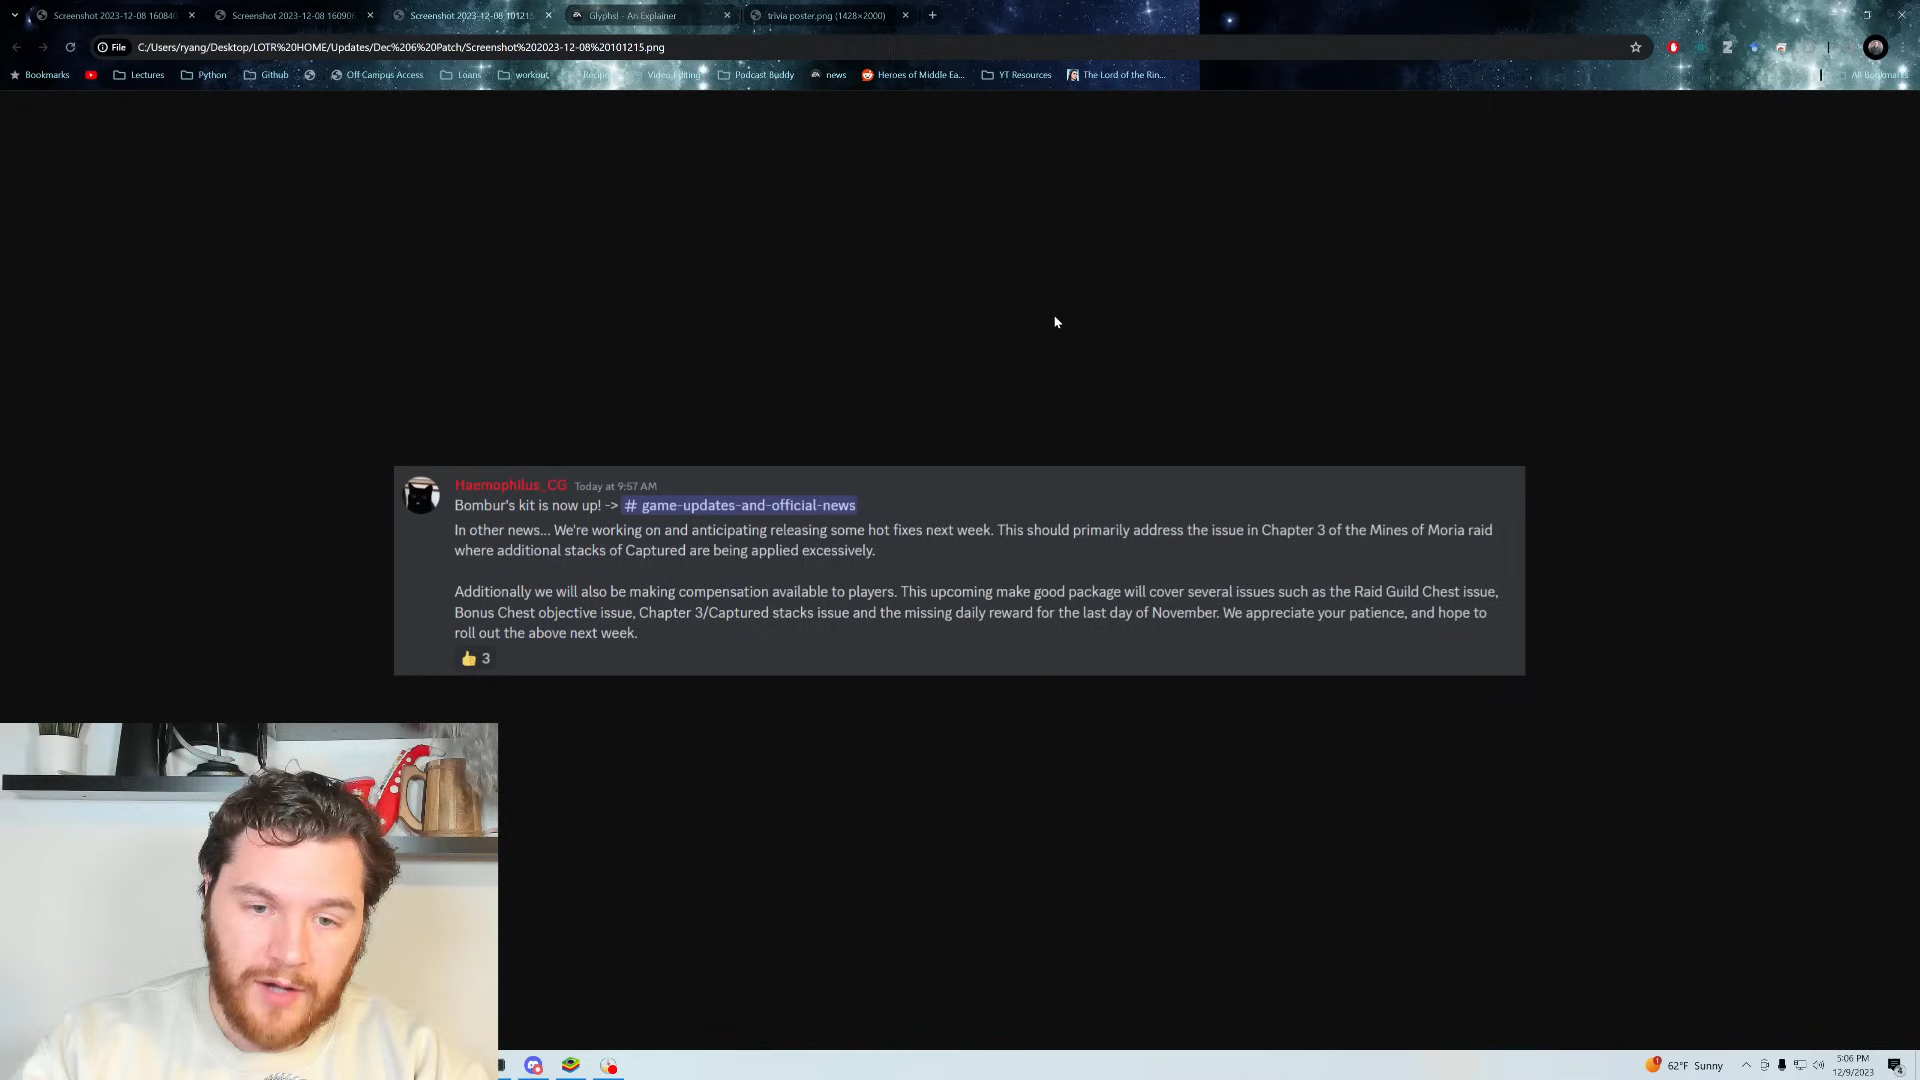 Screenshot 2023-12-08 160840
Screenshot 2023-12-08 160906
Screenshot 2023-12-08 101215
Glyphs! - An Explainer
trivia poster.png (1428×2000)
File
C:/Users/ryang/Desktop/LOTR%20HOME/Updates/Dec%206%20Patch/Screenshot%202023-12-08%20101215.png
Bookmarks
Lectures
Python
Github
Off Campus Access
Loans
workout
Recipe
Video Editing
Podcast Buddy
news
Heroes of Middle Ea...
YT Resources
The Lord of the Rin...
All Bookmarks
Haemophilus_CG Today at 9:57 AM
Bombur's kit is now up! -> # game-updates-and-official-news
In other news... We're working on and anticipating releasing some hot fixes next week. This should primarily address the issue in Chapter 3 of the Mines of Moria raid
where additional stacks of Captured are being applied excessively.
Additionally we will also be making compensation available to players. This upcoming make good package will cover several issues such as the Raid Guild Chest issue,
Bonus Chest objective issue, Chapter 3/Captured stacks issue and the missing daily reward for the last day of November. We appreciate your patience, and hope to
roll out the above next week.
3
62°F Sunny
5:06 PM
12/9/2023